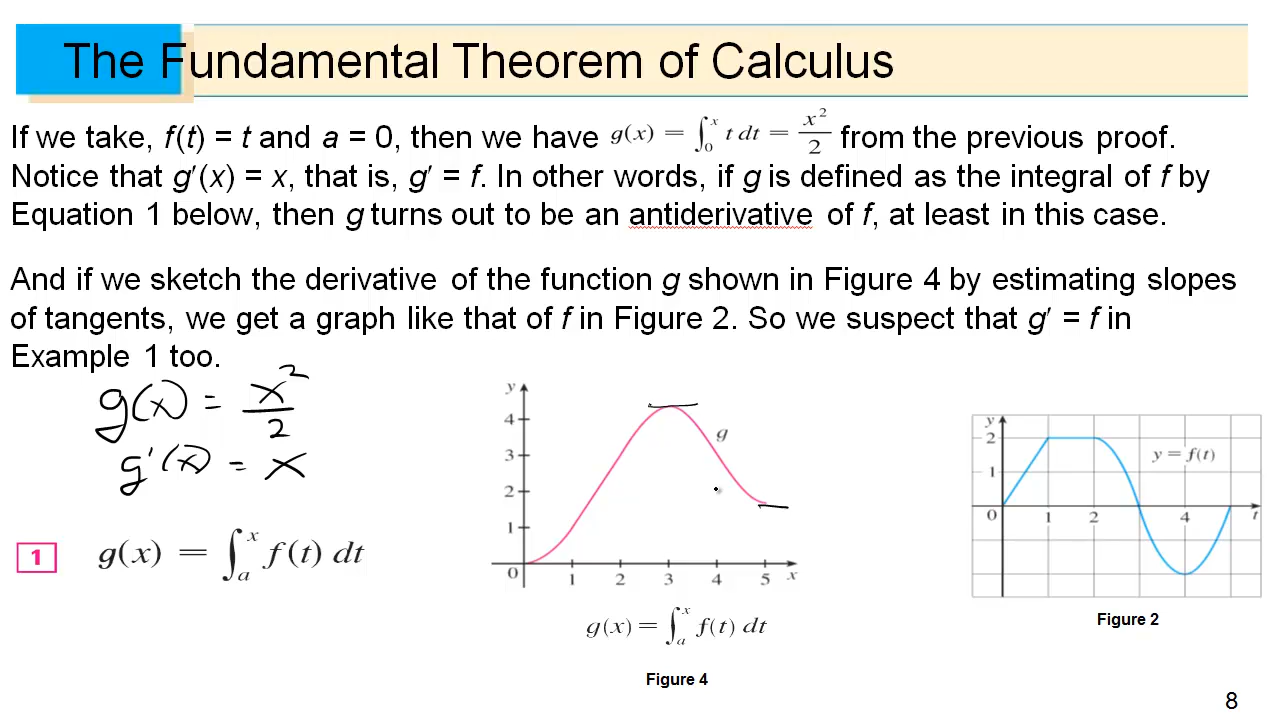 The Fundamental Theorem of Calculus
If we take, f(t) = t and a = 0, then we have g(x) = ∫₀ˣ t dt = x²/2 from the previous proof.
Notice that g′(x) = x, that is, g′ = f. In other words, if g is defined as the integral of f by
Equation 1 below, then g turns out to be an antiderivative of f, at least in this case.
And if we sketch the derivative of the function g shown in Figure 4 by estimating slopes
of tangents, we get a graph like that of f in Figure 2. So we suspect that g′ = f in
Example 1 too.
g(x) = x²/2
g'(x) = x
1 g(x) = ∫ₐˣ f(t) dt
y
4
3
2
1
0 1 2 3 4 5 x
g
g(x) = ∫ₐˣ f(t) dt
Figure 4
y
2
1
0 1 2 4 t
y = f(t)
Figure 2
8